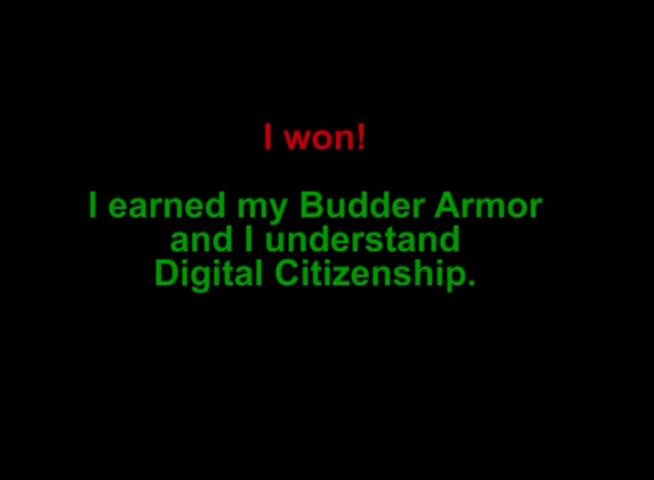 I won!
I earned my Budder Armor
and I understand
Digital Citizenship.